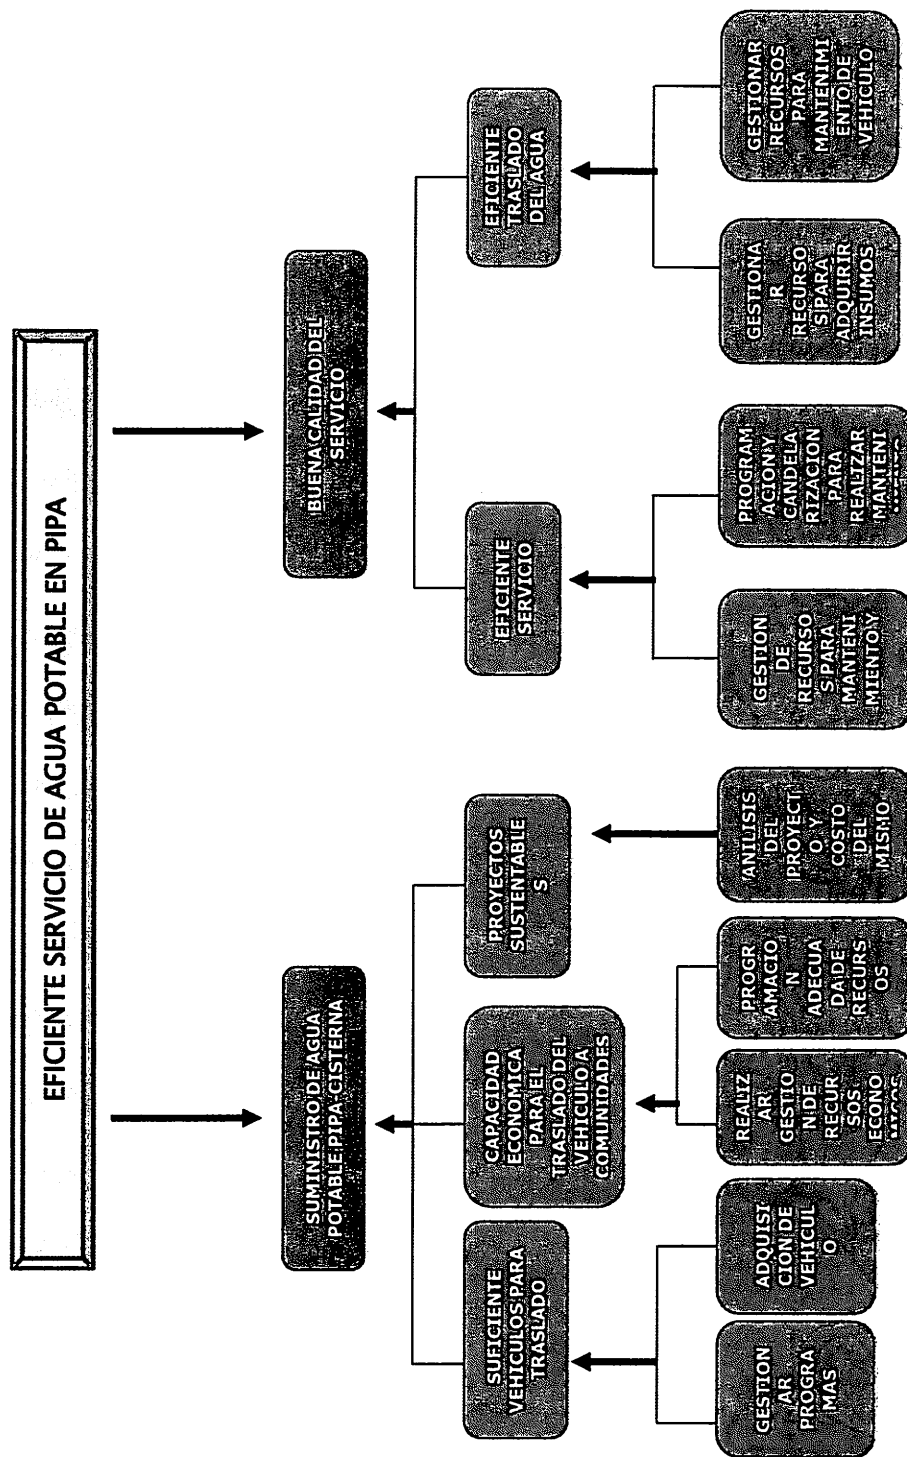 EFICIENTE SERVICIO DE AGUA POTABLE EN PIPA
SUMINISTRO DE AGUA
POTABLE PIPA-CISTERNA
BUENA CALIDAD DEL
SERVICIO
SUFICIENTE
VEHICULOS PARA
TRASLADO
CAPACIDAD
ECONOMICA
PARA EL
TRASLADO DEL
VEHICULO A
COMUNIDADES
PROYECTOS
SUSTENTABLE
S
EFICIENTE
SERVICIO
EFICIENTE
TRASLADO
DEL AGUA
GESTION
AR
PROGRA
MAS
ADQUISI
CION DE
VEHICUL
O
REALIZ
AR
GESTIO
N DE
RECUR
SOS
ECONO
PROGR
AMACIO
N
ADECUA
DA DE
RECURS
OS
ANILISIS
DEL
PROYECT
O Y
COSTO
DEL
MISMO
GESTION
DE
RECURSO
S PARA
MANTENI
MIENTO Y
PROGRAM
ACION Y
CANDELA
RIZACION
PARA
REALTZAR
MANTENI
GESTIONA
R
RECURSO
S PARA
ADQUIRIR
INSUMOS
GESTIONAR
RECURSOS
PARA
MANTENIMI
ENTO DE
VEHICULO